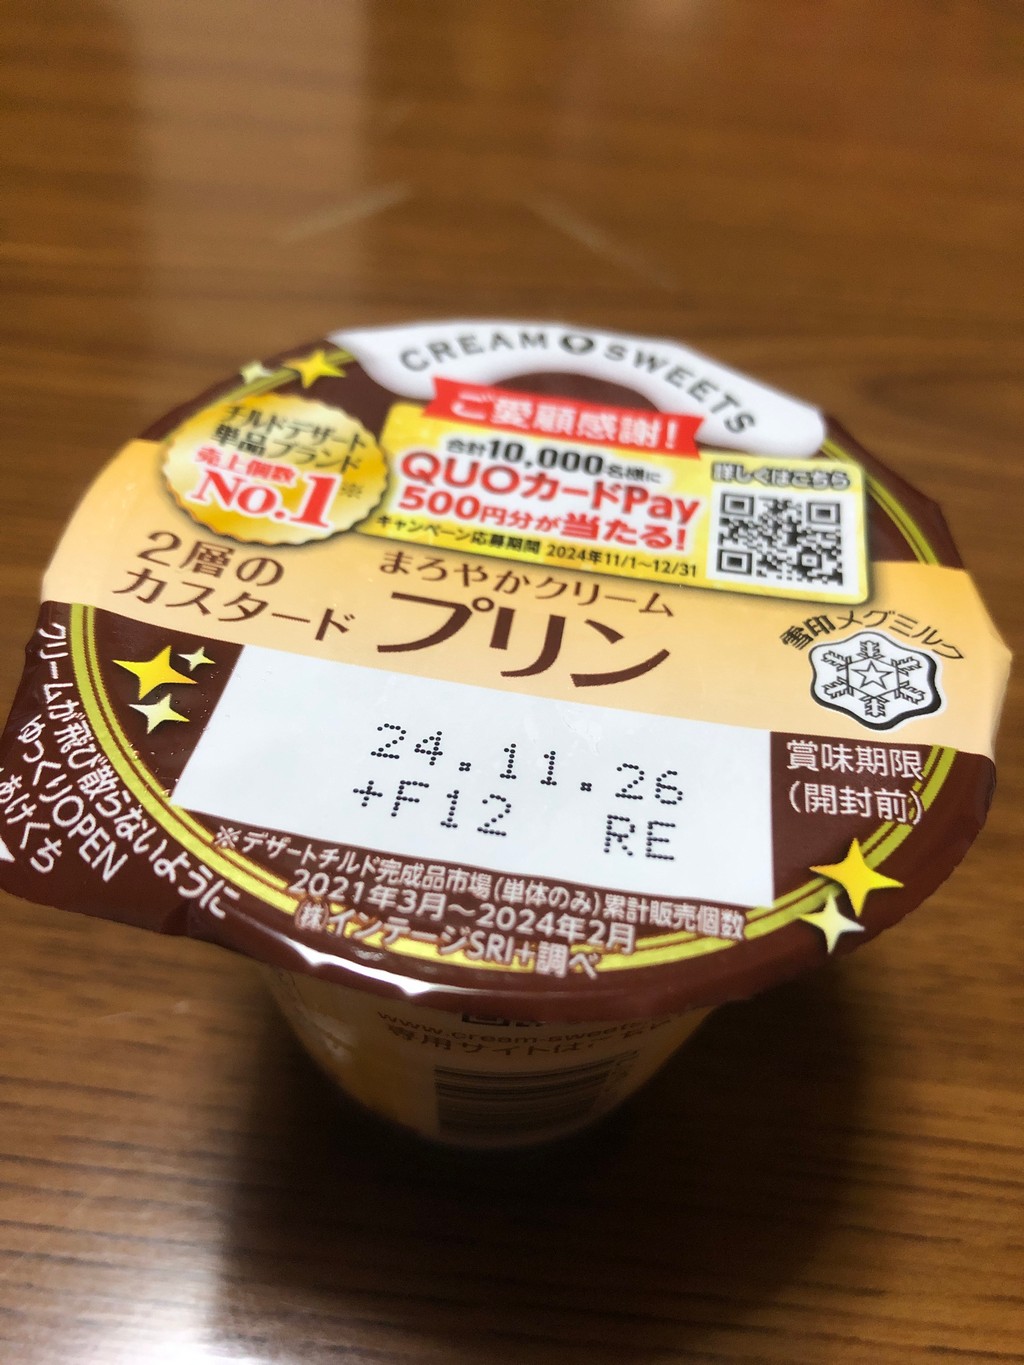 CREAM SWEETS
ご愛顧感謝!
チルドデザート
単品ブランド
売上個数
No.1※
合計10,000名様に
QUOカードPay
500円分が当たる!
キャンペーン応募期間 2024年11/1〜12/31
詳しくはこちら
2層の
カスタード
まろやかクリーム
プリン
雪印メグミルク
24.11.26
+F12 RE
賞味期限
(開封前)
クリームが飛び散らないように
ゆっくりOPEN
あけくち
※デザートチルド完成品市場(単体のみ)累計販売個数
2021年3月〜2024年2月
(株)インテージSRI+調べ
www.cream-sweets
専用サイトは